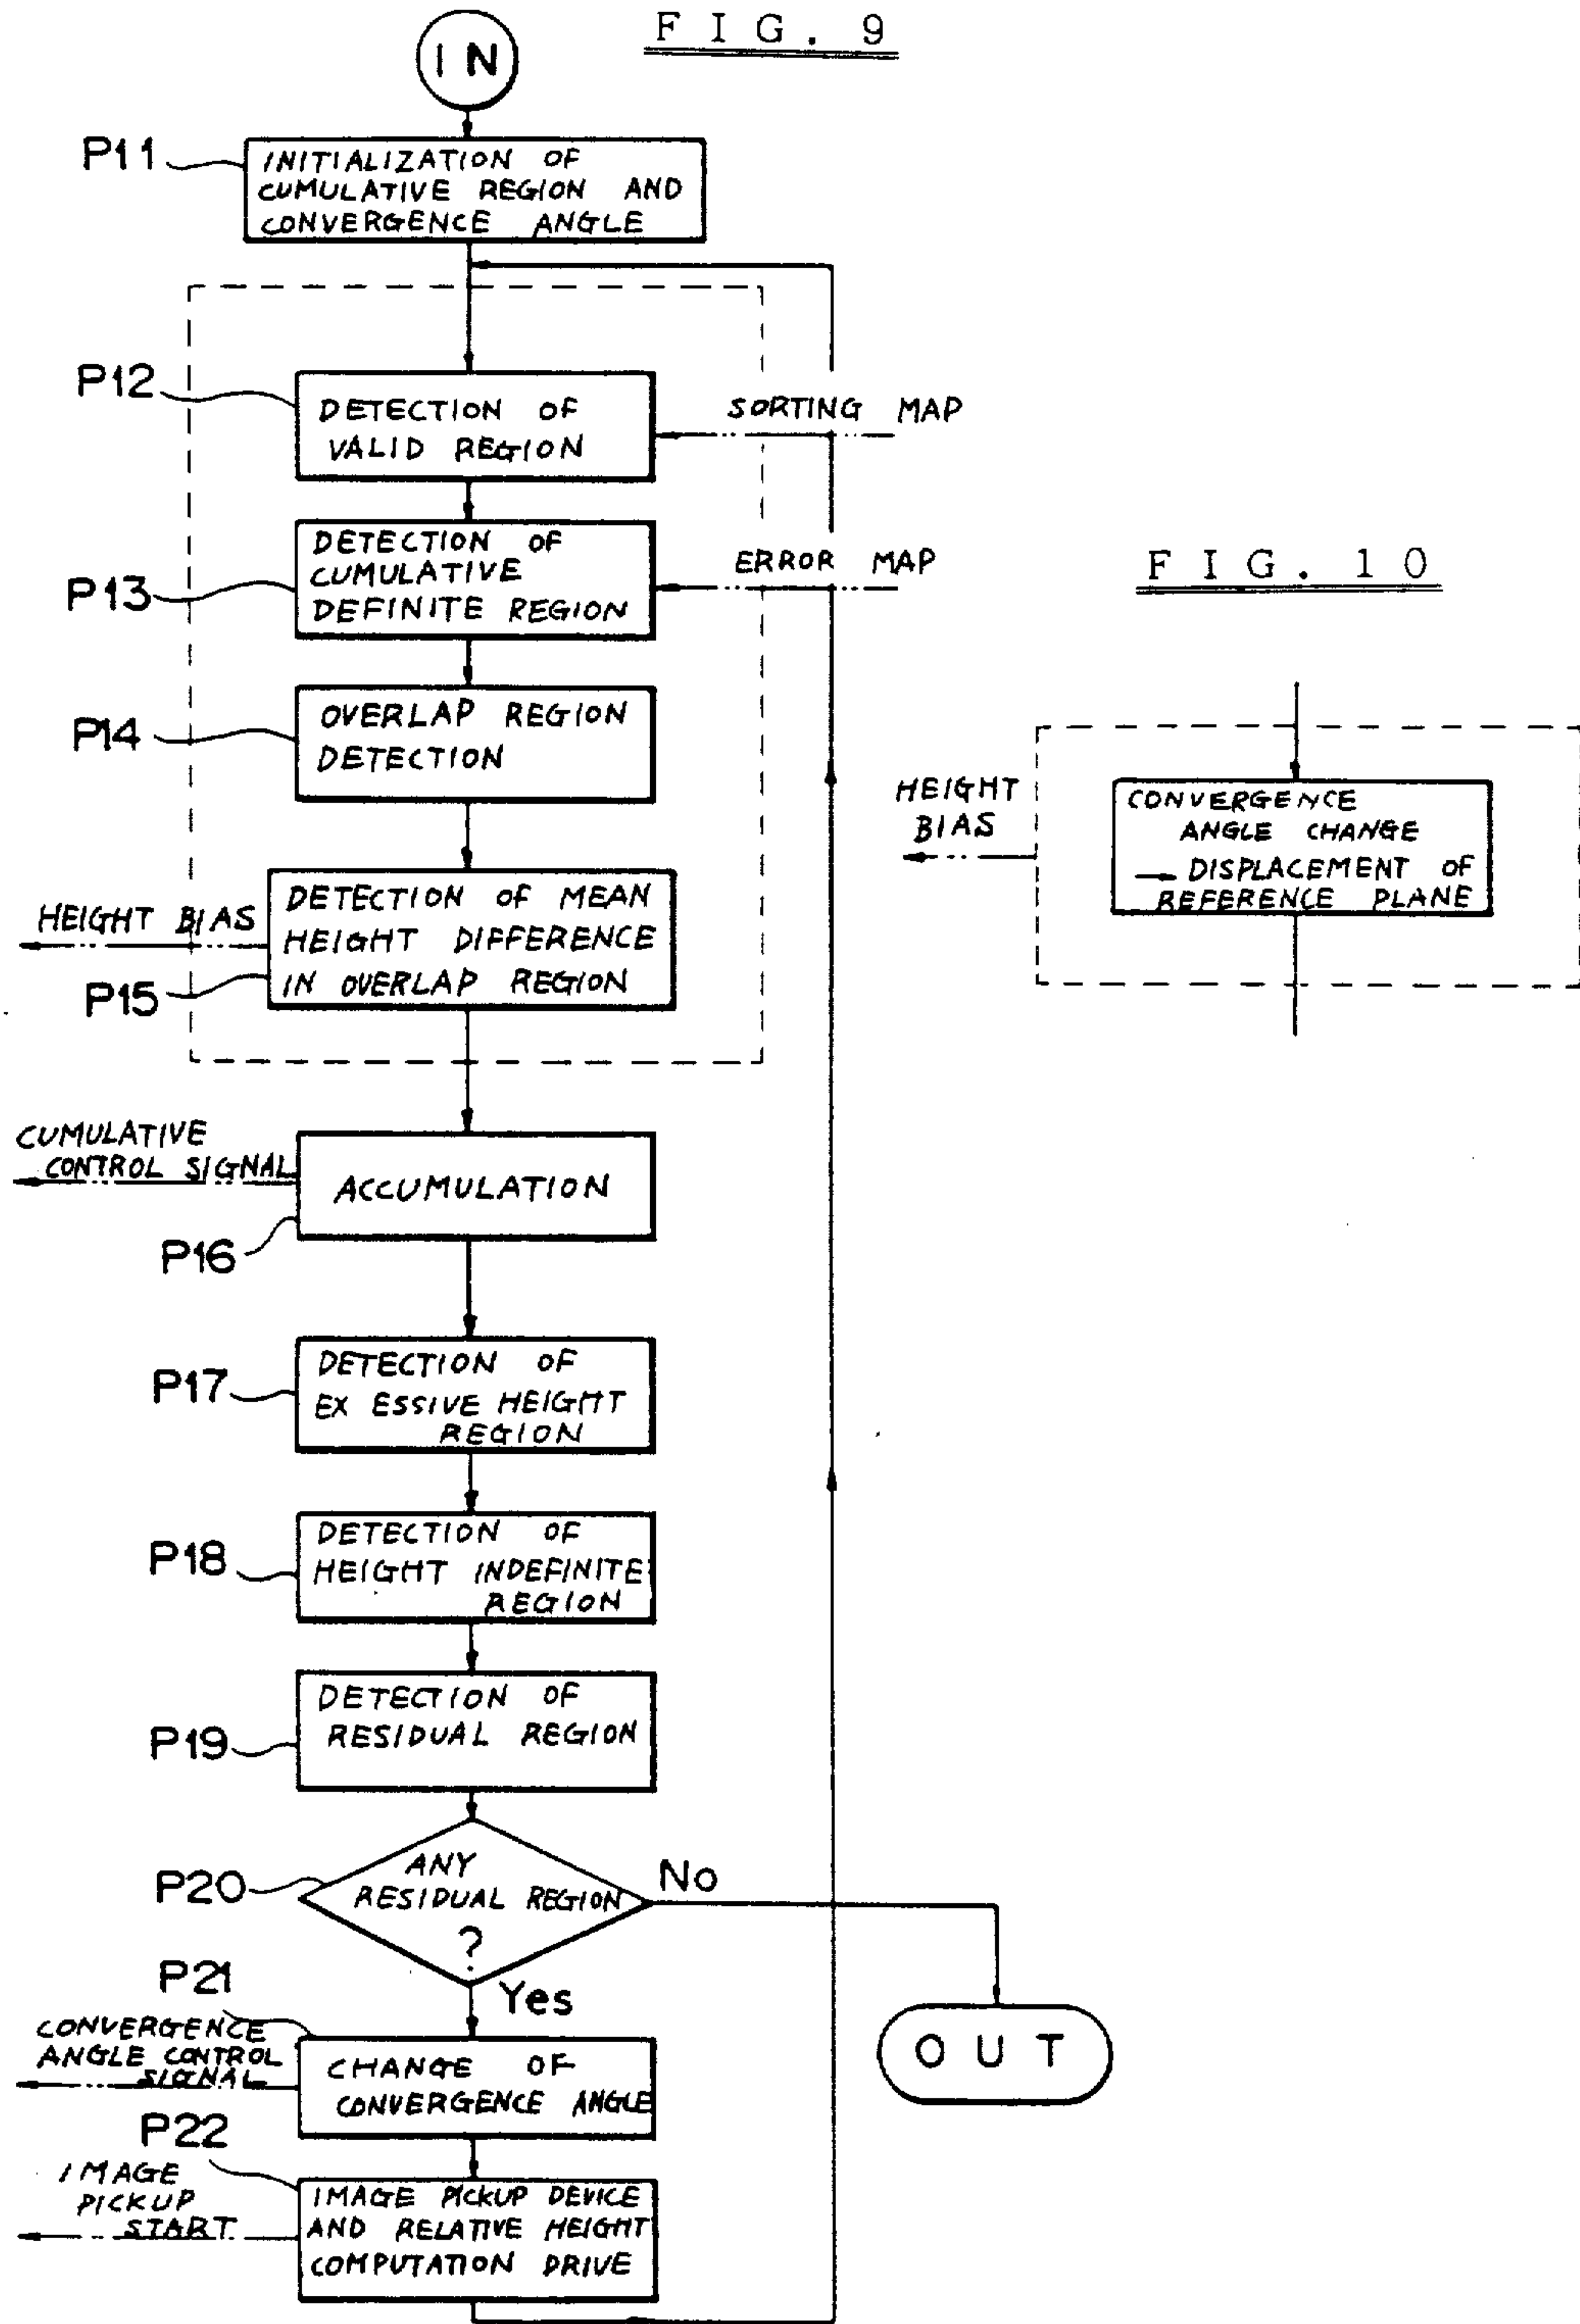 F I G . 9
I N
P11
INITIALIZATION OF
CUMULATIVE REGION AND
CONVERGENCE ANGLE
P12
DETECTION OF
VALID REGION
SORTING MAP
P13
DETECTION OF
CUMULATIVE
DEFINITE REGION
ERROR MAP
P14
OVERLAP REGION
DETECTION
HEIGHT BIAS
P15
DETECTION OF MEAN
HEIGHT DIFFERENCE
IN OVERLAP REGION
CUMULATIVE
CONTROL SIGNAL
P16
ACCUMULATION
P17
DETECTION OF
EX ESSIVE HEIGHT
REGION
P18
DETECTION OF
HEIGHT INDEFINITE
REGION
P19
DETECTION OF
RESIDUAL REGION
P20
ANY
RESIDUAL REGION
?
No
Yes
O U T
P21
CONVERGENCE
ANGLE CONTROL
SIGNAL
CHANGE OF
CONVERGENCE ANGLE
P22
IMAGE
PICKUP
START
IMAGE PICKUP DEVICE
AND RELATIVE HEIGHT
COMPUTATION DRIVE
F I G . 1 0
HEIGHT
BIAS
CONVERGENCE
ANGLE CHANGE
→ DISPLACEMENT OF
REFERENCE PLANE